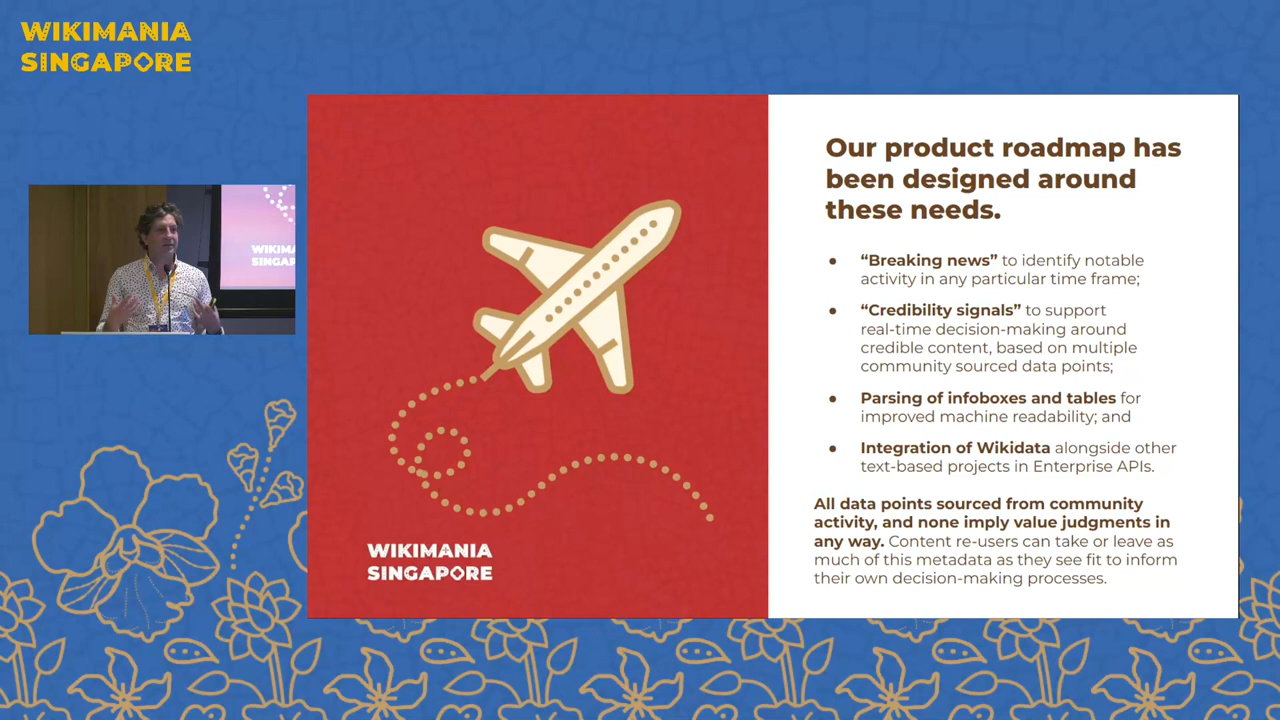 WIKIMANIA
SINGAPORE
WIKIMA
SINGAP
WIKIMANIA
SINGAPORE
Our product roadmap has
been designed around
these needs.
● “Breaking news” to identify notable
activity in any particular time frame;
● “Credibility signals” to support
real-time decision-making around
credible content, based on multiple
community sourced data points;
● Parsing of infoboxes and tables for
improved machine readability; and
● Integration of Wikidata alongside other
text-based projects in Enterprise APIs.
All data points sourced from community
activity, and none imply value judgments in
any way. Content re-users can take or leave as
much of this metadata as they see fit to inform
their own decision-making processes.